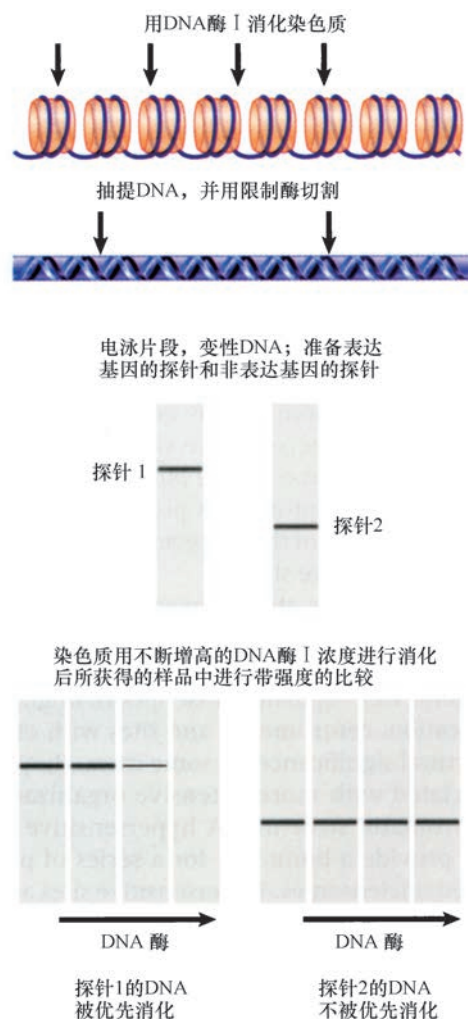 用DNA酶Ⅰ消化染色质
抽提DNA，并用限制酶切割
电泳片段，变性DNA；准备表达
基因的探针和非表达基因的探针
探针 1
探针2
染色质用不断增高的DNA酶Ⅰ浓度进行消化
后所获得的样品中进行带强度的比较
DNA 酶
DNA 酶
探针1的DNA
被优先消化
探针2的DNA
不被优先消化